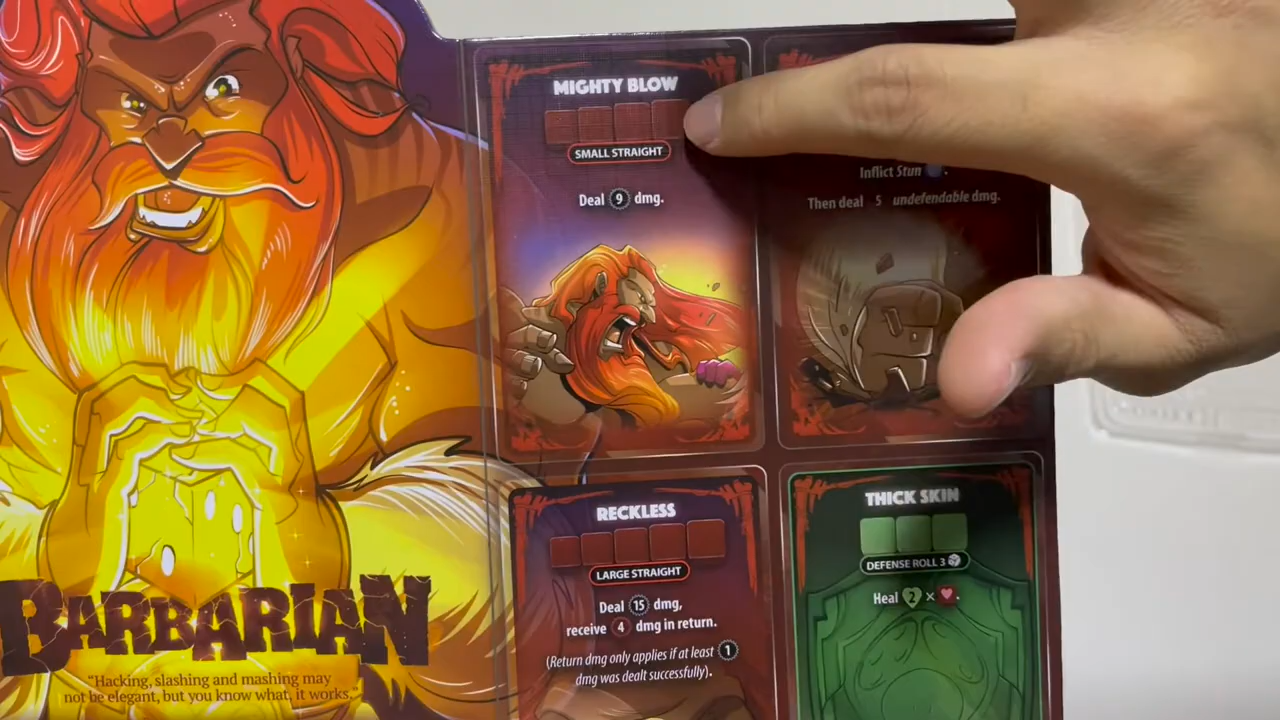 MIGHTY BLOW
SMALL STRAIGHT
Deal 9 dmg.
Inflict Stun .
Then deal 5 undefendable dmg.
RECKLESS
LARGE STRAIGHT
Deal 15 dmg,
receive 4 dmg in return.
(Return dmg only applies if at least 1
dmg was dealt successfully).
THICK SKIN
DEFENSE ROLL 3
Heal 2 × .
BARBARIAN
"Hacking, slashing and mashing may
not be elegant, but you know what, it works."